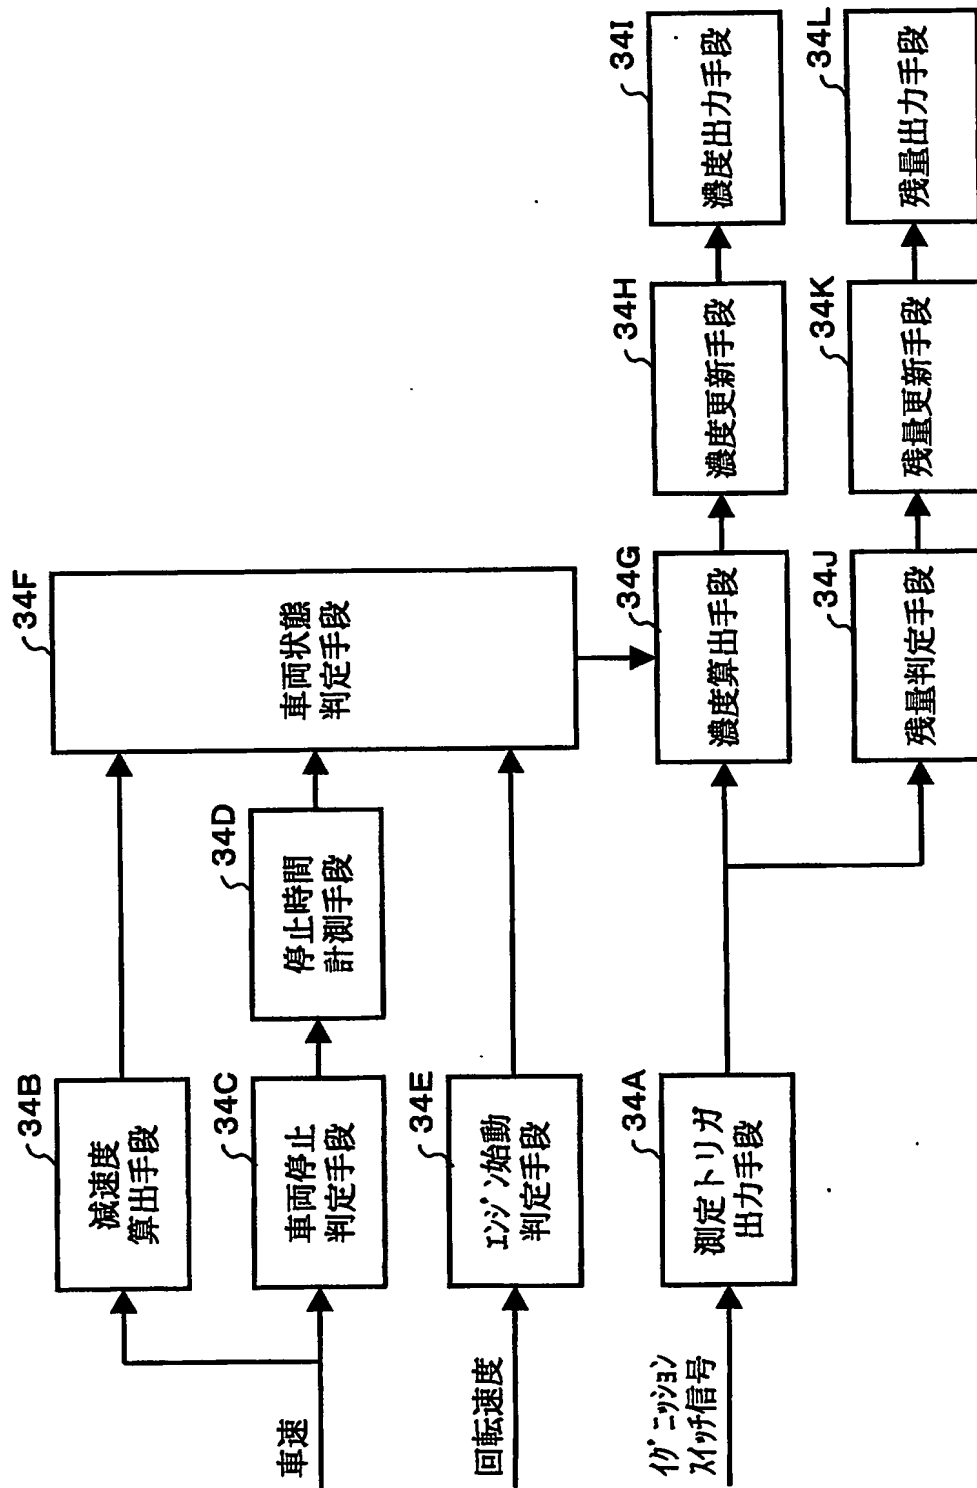 車速
回転速度
ｲｸﾞﾆｯｼｮﾝ
ｽｲｯﾁ信号
34B
減速度
算出手段
34C
車両停止
判定手段
34E
ｴﾝｼﾞﾝ始動
判定手段
34A
測定トリガ
出力手段
34D
停止時間
計測手段
34F
車両状態
判定手段
34G
濃度算出手段
34J
残量判定手段
34H
濃度更新手段
34K
残量更新手段
34I
濃度出力手段
34L
残量出力手段